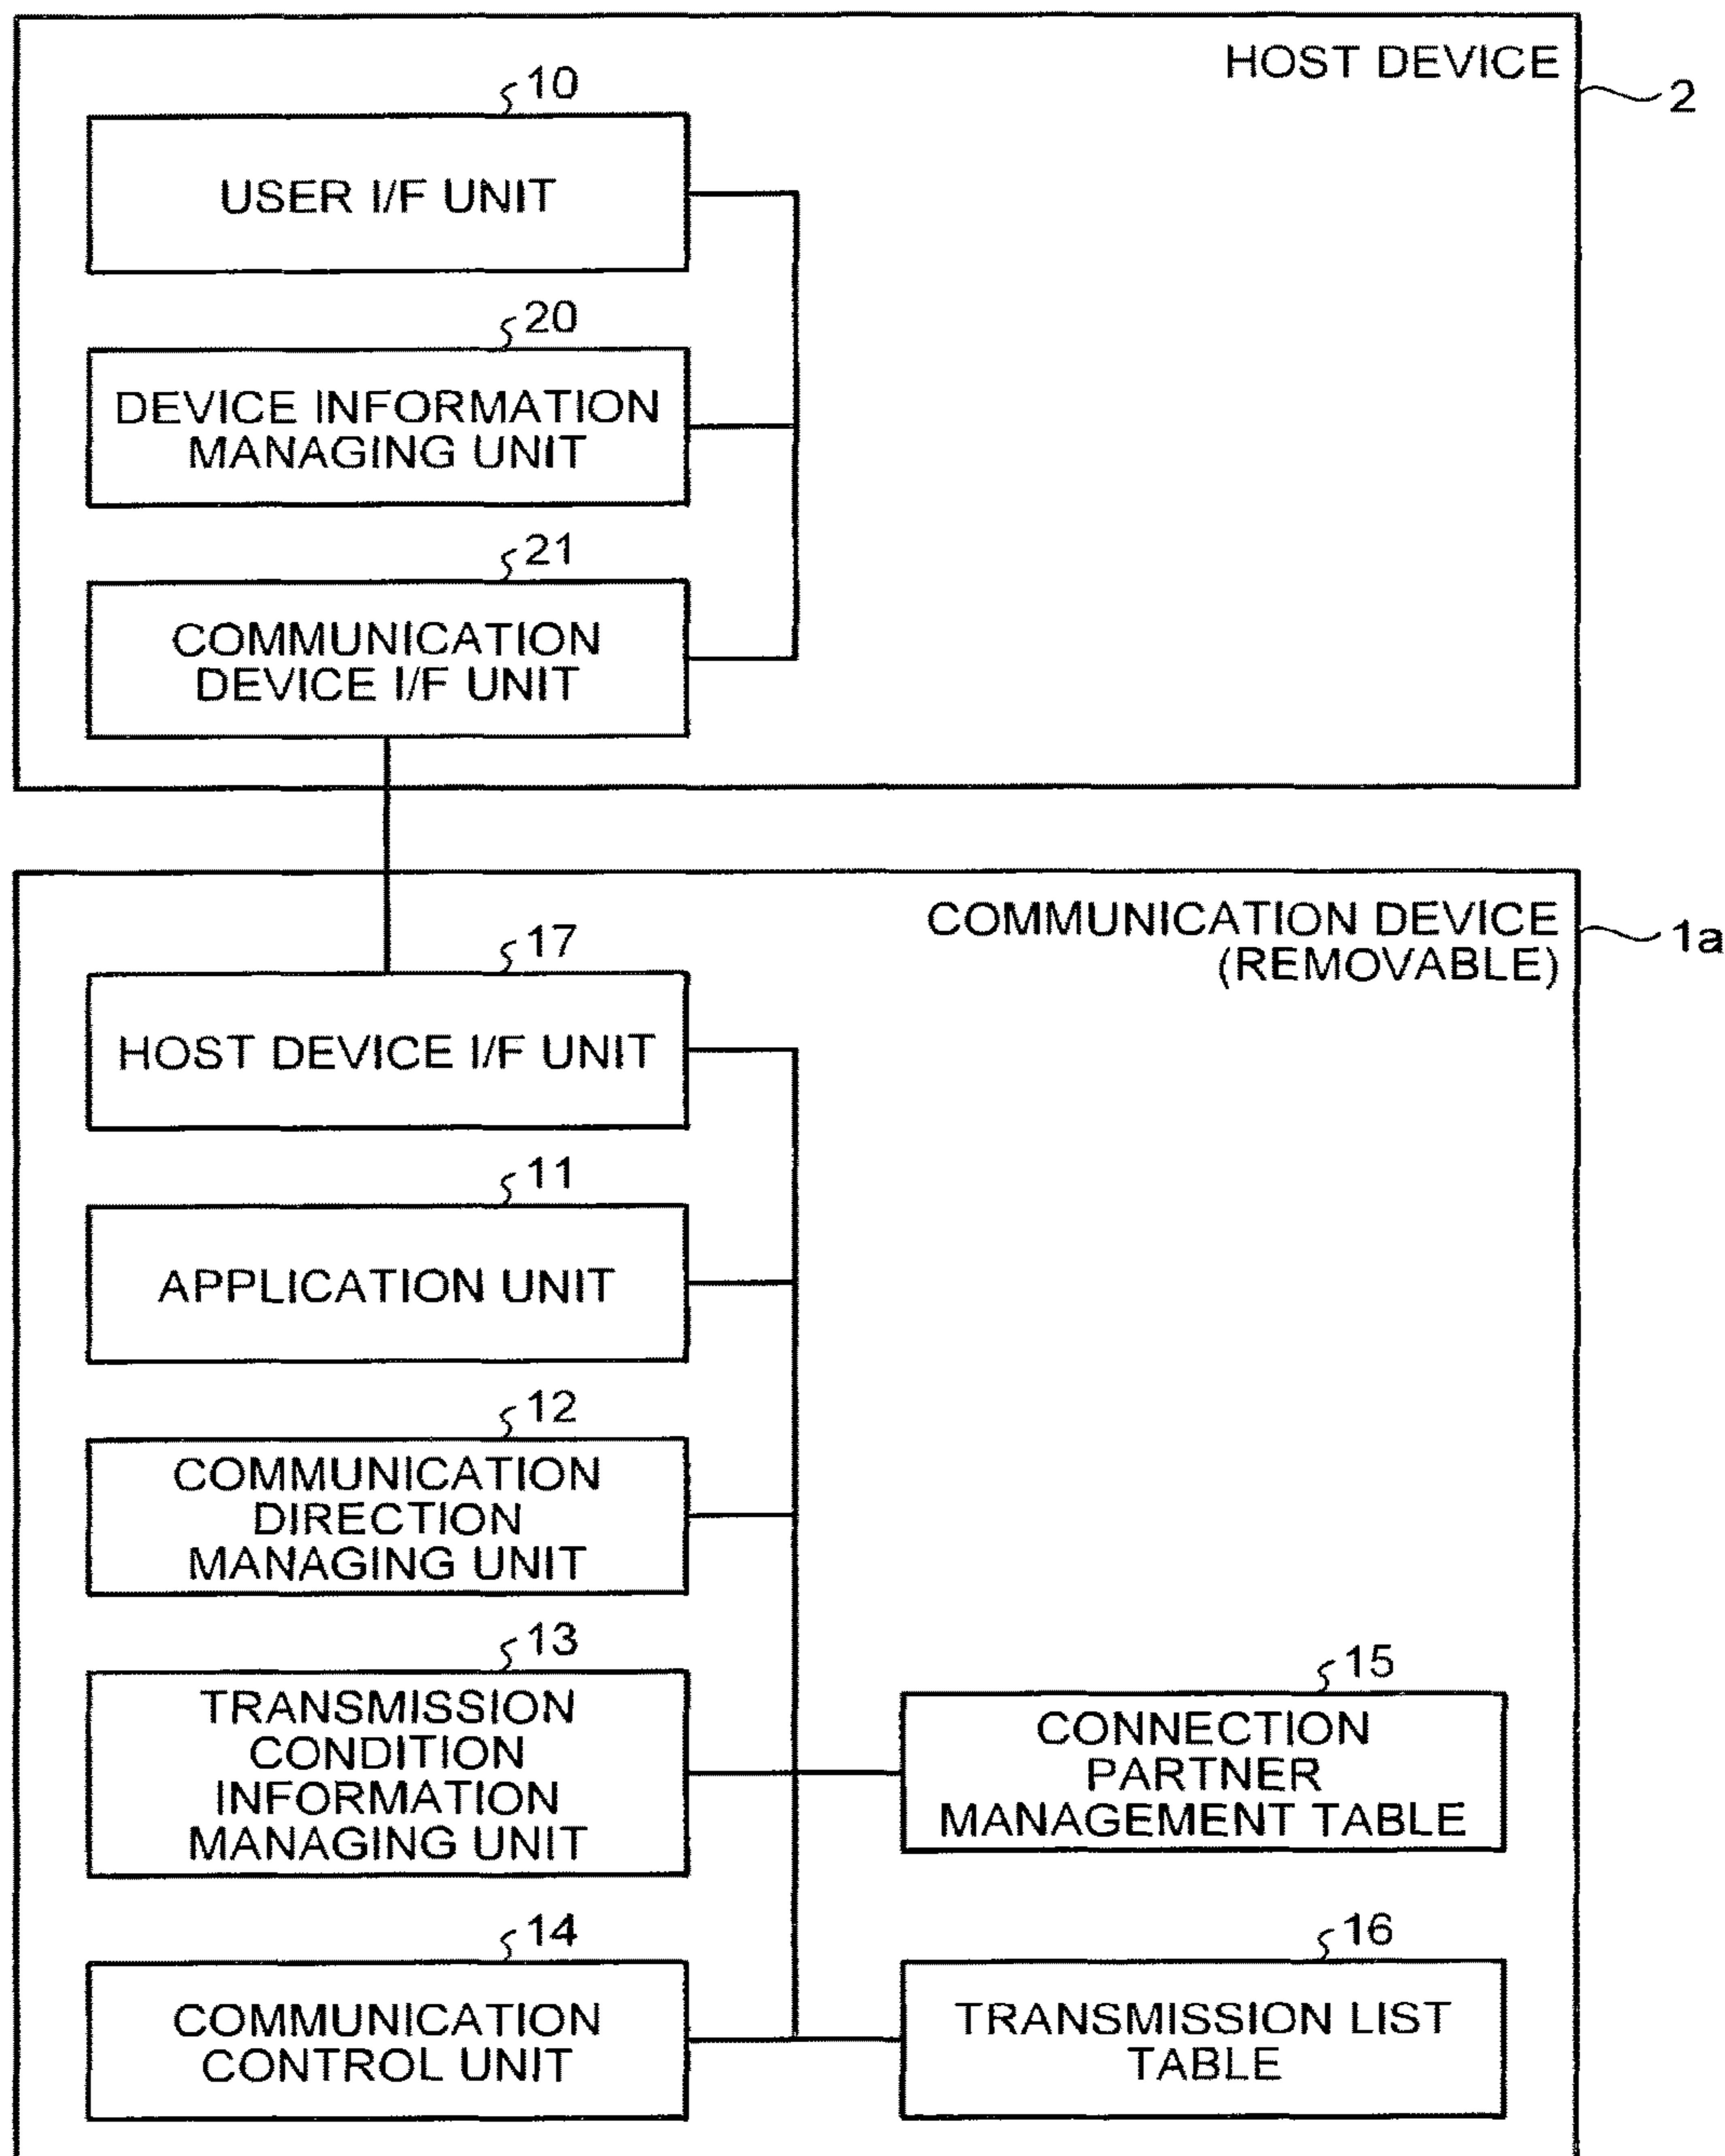 HOST DEVICE
2
10
USER I/F UNIT
20
DEVICE INFORMATION
MANAGING UNIT
21
COMMUNICATION
DEVICE I/F UNIT
COMMUNICATION DEVICE
(REMOVABLE)
1a
17
HOST DEVICE I/F UNIT
11
APPLICATION UNIT
12
COMMUNICATION
DIRECTION
MANAGING UNIT
13
TRANSMISSION
CONDITION
INFORMATION
MANAGING UNIT
15
CONNECTION
PARTNER
MANAGEMENT TABLE
14
COMMUNICATION
CONTROL UNIT
16
TRANSMISSION LIST
TABLE